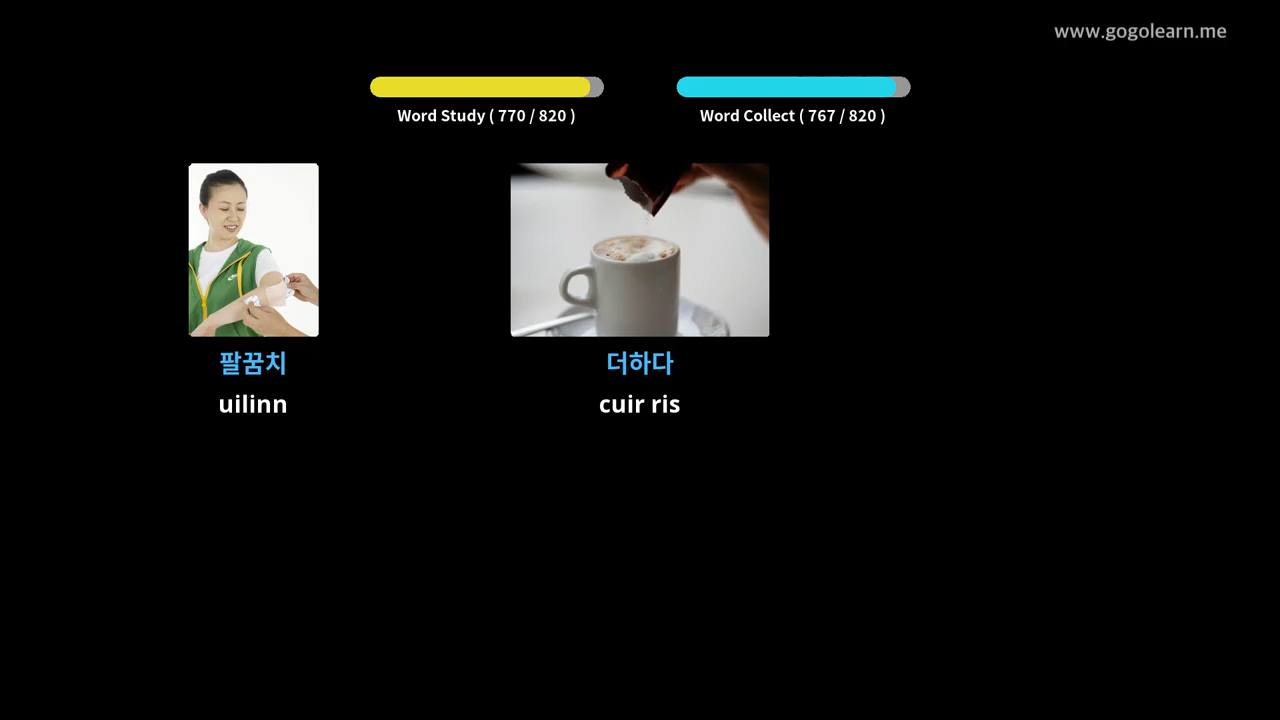 www.gogolearn.me
Word Study ( 770 / 820 )
Word Collect ( 767 / 820 )
팔꿈치
uilinn
더하다
cuir ris